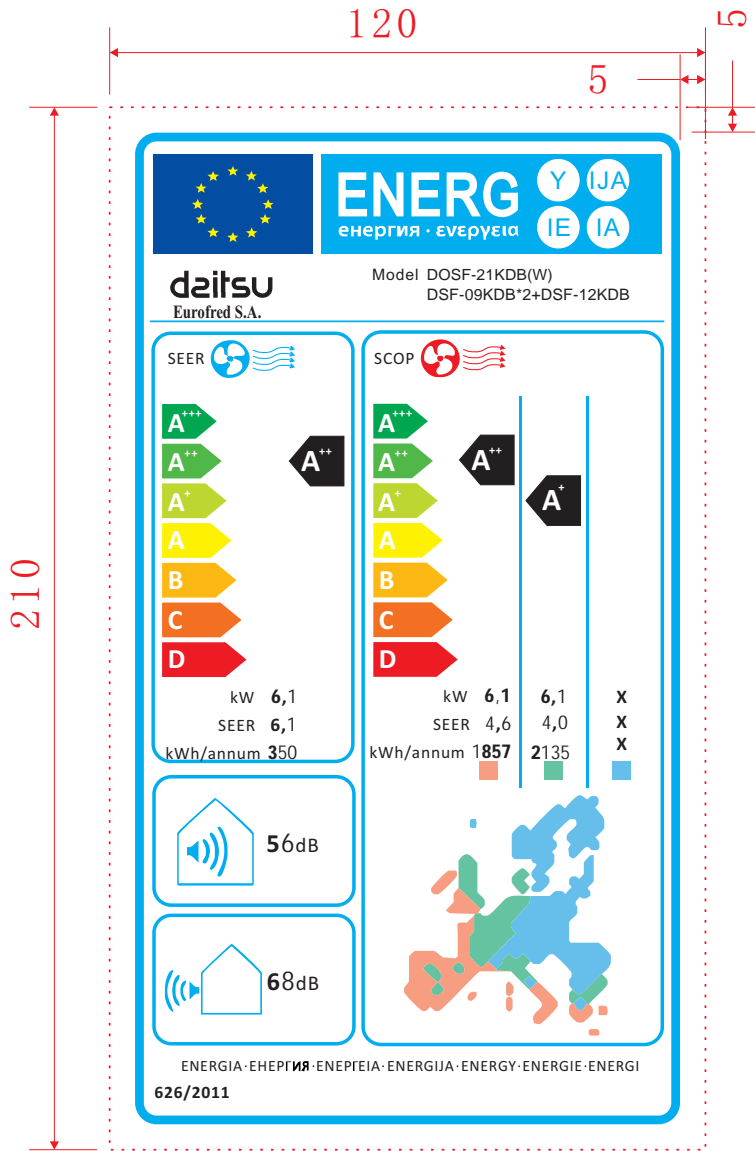 120
5
5
210
ENERG
енергия · ενεργεια
Y IJA
IE IA
daitsu
Eurofred S.A.
Model DOSF-21KDB(W)
DSF-09KDB*2+DSF-12KDB
SEER
A+++
A++
A+
A
B
C
D
A++
kW 6,1
SEER 6,1
kWh/annum 350
SCOP
A+++
A++
A+
A
B
C
D
A++
A+
kW 6,1 6,1 X
SEER 4,6 4,0 X
kWh/annum 1857 2135 X
56dB
68dB
ENERGIA·ЕНЕРГИЯ·ΕΝΕΡΓΕΙΑ·ENERGIJA·ENERGY·ENERGIE·ENERGI
626/2011